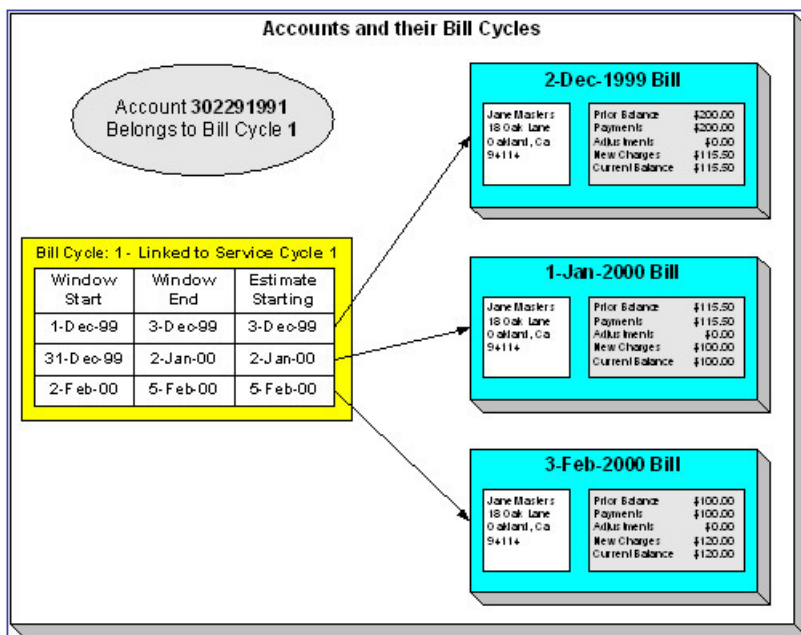 Accounts and their Bill Cycles
Account 302291991
Belongs to Bill Cycle 1
Bill Cycle: 1 - Linked to Service Cycle 1
Window Start Window End Estimate Starting
1-Dec-99 3-Dec-99 3-Dec-99
31-Dec-99 2-Jan-00 2-Jan-00
2-Feb-00 5-Feb-00 5-Feb-00
2-Dec-1999 Bill
Jane Masters
18 Oak Lane
Oakland, Ca
94114
Prior Balance $200.00
Payments $200.00
Adjustments $0.00
New Charges $115.50
Current Balance $115.50
1-Jan-2000 Bill
Jane Masters
18 Oak Lane
Oakland, Ca
94114
Prior Balance $115.50
Payments $115.50
Adjustments $0.00
New Charges $100.00
Current Balance $100.00
3-Feb-2000 Bill
Jane Masters
18 Oak Lane
Oakland, Ca
94114
Prior Balance $100.00
Payments $100.00
Adjustments $0.00
New Charges $120.00
Current Balance $120.00